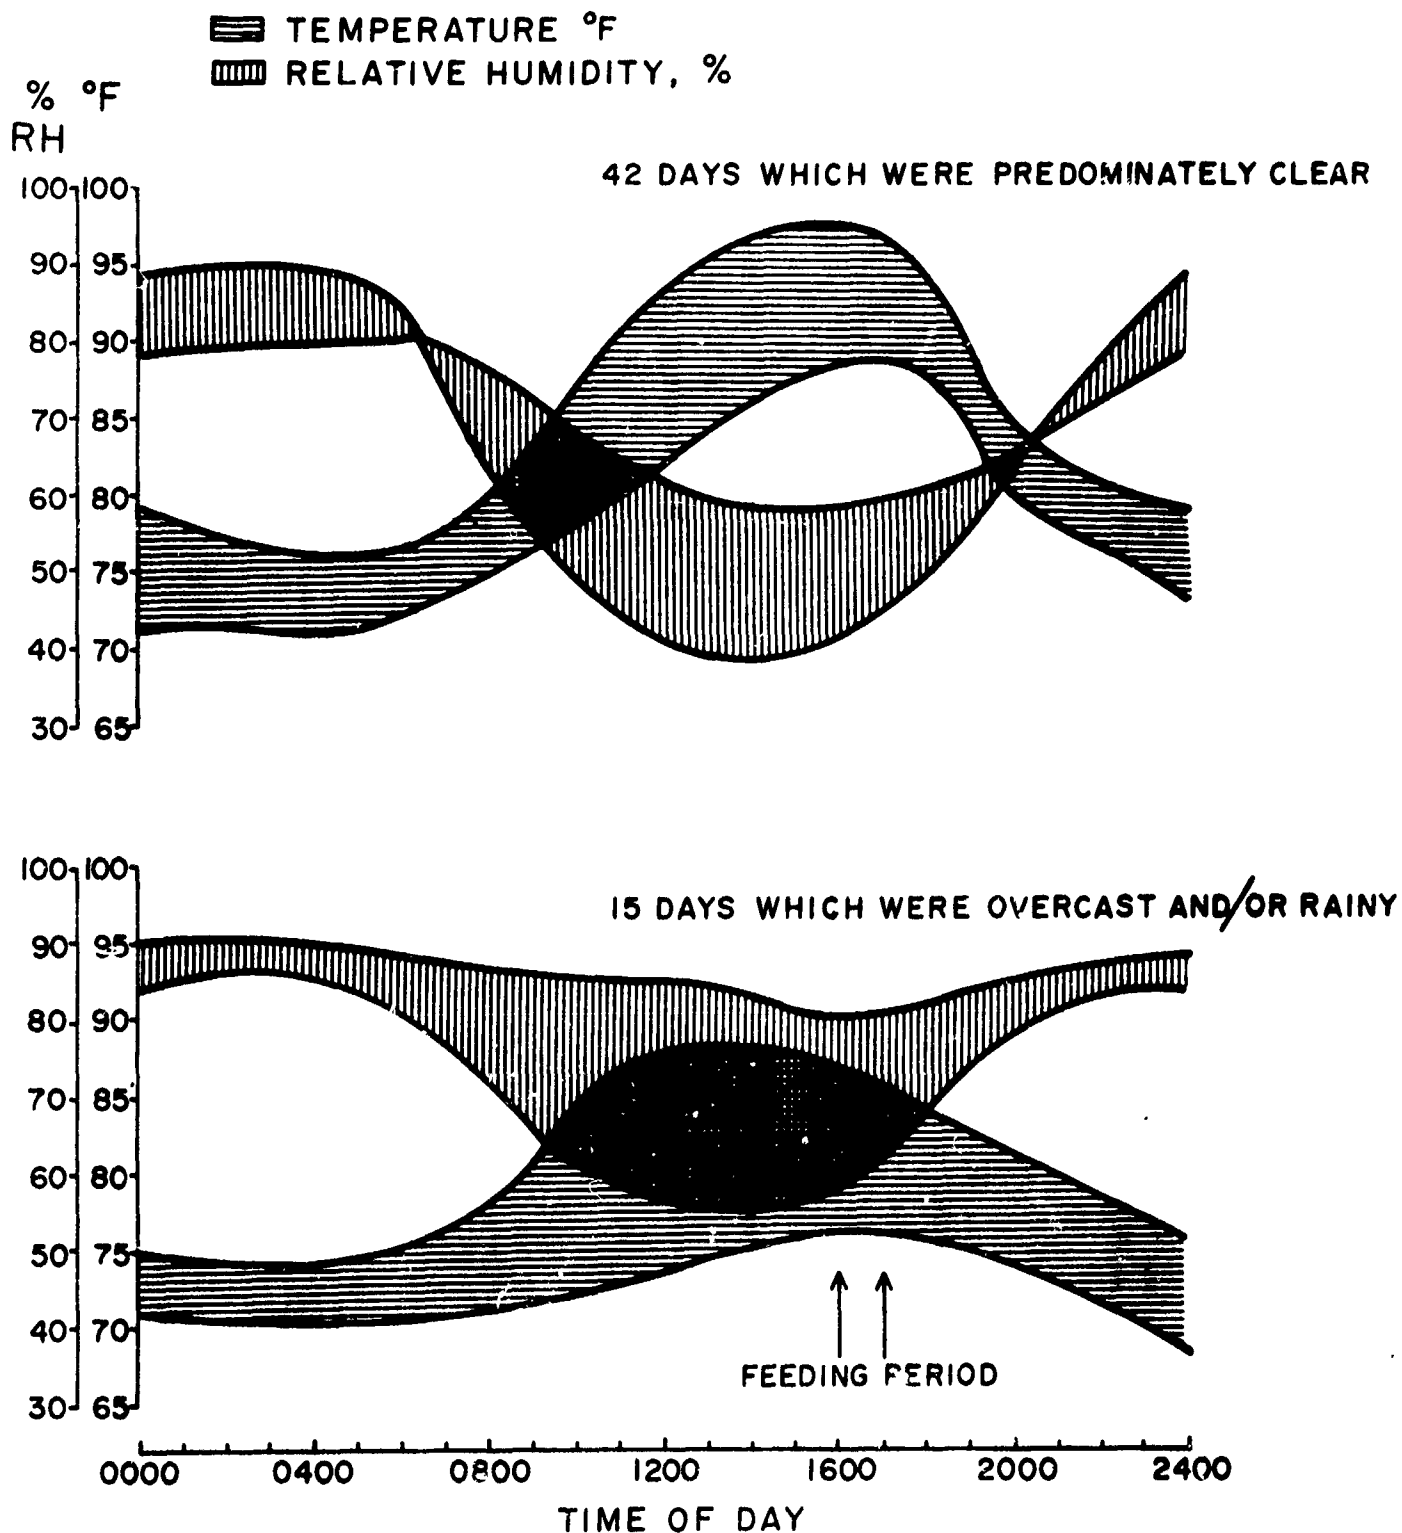 TEMPERATURE °F
RELATIVE HUMIDITY, %
% °F
RH
42 DAYS WHICH WERE PREDOMINATELY CLEAR
100 100
90 95
80 90
70 85
60 80
50 75
40 70
30 65
15 DAYS WHICH WERE OVERCAST AND/OR RAINY
100 100
90 95
80 90
70 85
60 80
50 75
40 70
30 65
FEEDING PERIOD
0000 0400 0800 1200 1600 2000 2400
TIME OF DAY